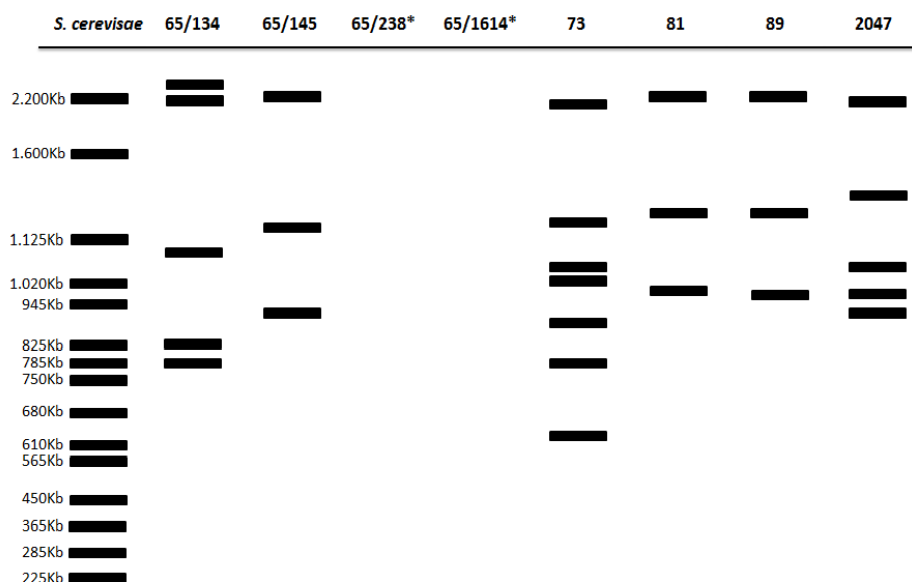 S. cerevisae 65/134 65/145 65/238* 65/1614* 73 81 89 2047
2.200Kb
1.600Kb
1.125Kb
1.020Kb
945Kb
825Kb
785Kb
750Kb
680Kb
610Kb
565Kb
450Kb
365Kb
285Kb
225Kb